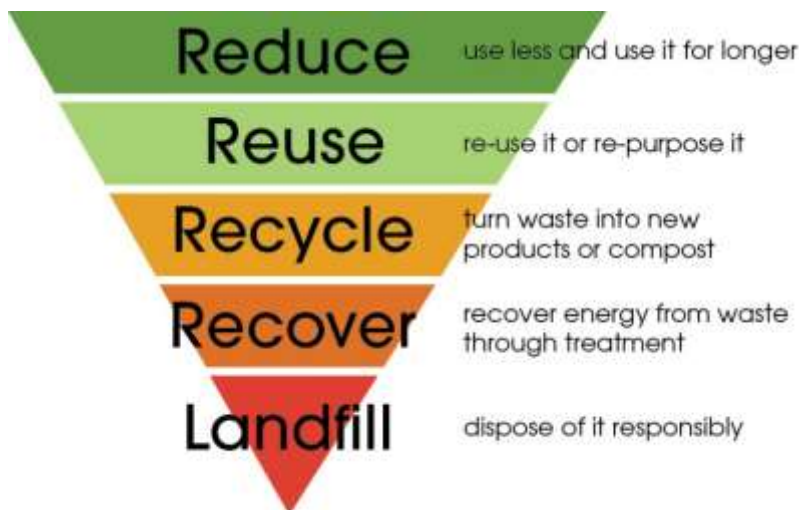 Reduce
use less and use it for longer
Reuse
re-use it or re-purpose it
Recycle
turn waste into new
products or compost
Recover
recover energy from waste
through treatment
Landfill
dispose of it responsibly